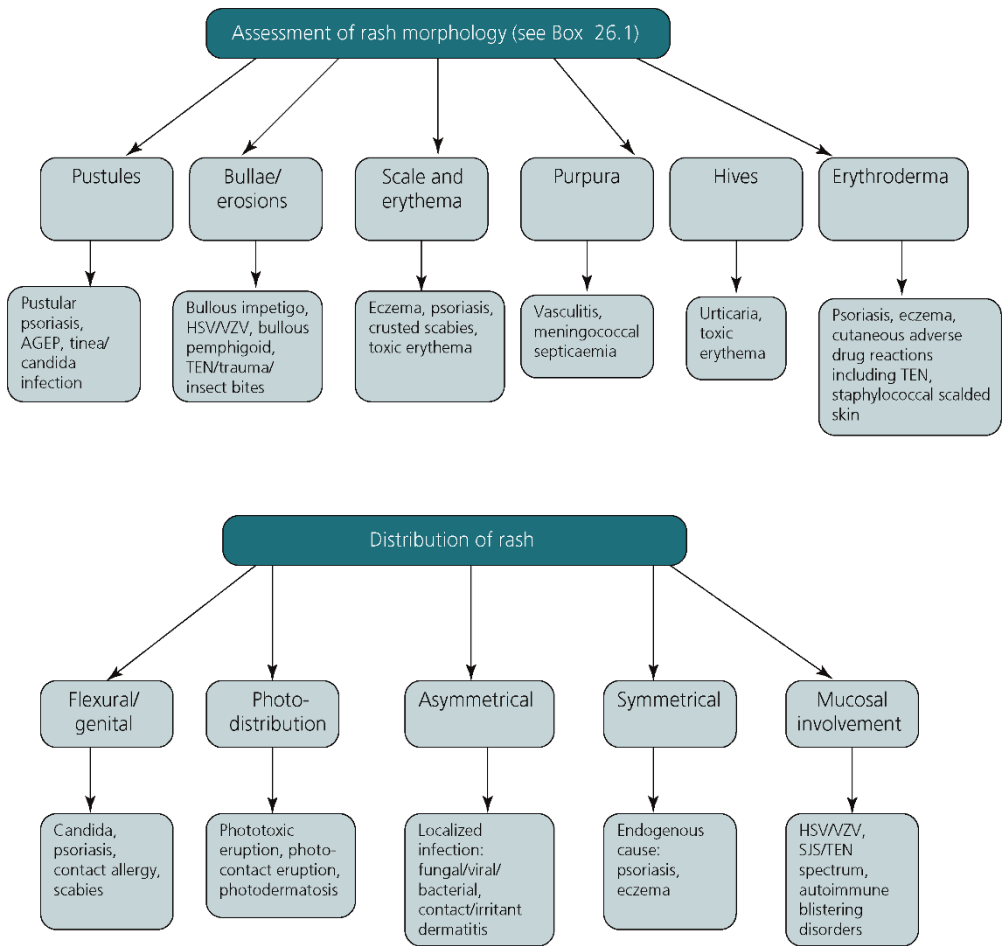 Assessment of rash morphology (see Box 26.1)
Pustules
Bullae/
erosions
Scale and
erythema
Purpura
Hives
Erythroderma
Pustular
psoriasis,
AGEP, tinea/
candida
infection
Bullous impetigo,
HSV/VZV, bullous
pemphigoid,
TEN/trauma/
insect bites
Eczema, psoriasis,
crusted scabies,
toxic erythema
Vasculitis,
meningococcal
septicaemia
Urticaria,
toxic
erythema
Psoriasis, eczema,
cutaneous adverse
drug reactions
including TEN,
staphylococcal scalded
skin
Distribution of rash
Flexural/
genital
Photo-
distribution
Asymmetrical
Symmetrical
Mucosal
involvement
Candida,
psoriasis,
contact allergy,
scabies
Phototoxic
eruption, photo-
contact eruption,
photodermatosis
Localized
infection:
fungal/viral/
bacterial,
contact/irritant
dermatitis
Endogenous
cause:
psoriasis,
eczema
HSV/VZV,
SJS/TEN
spectrum,
autoimmune
blistering
disorders